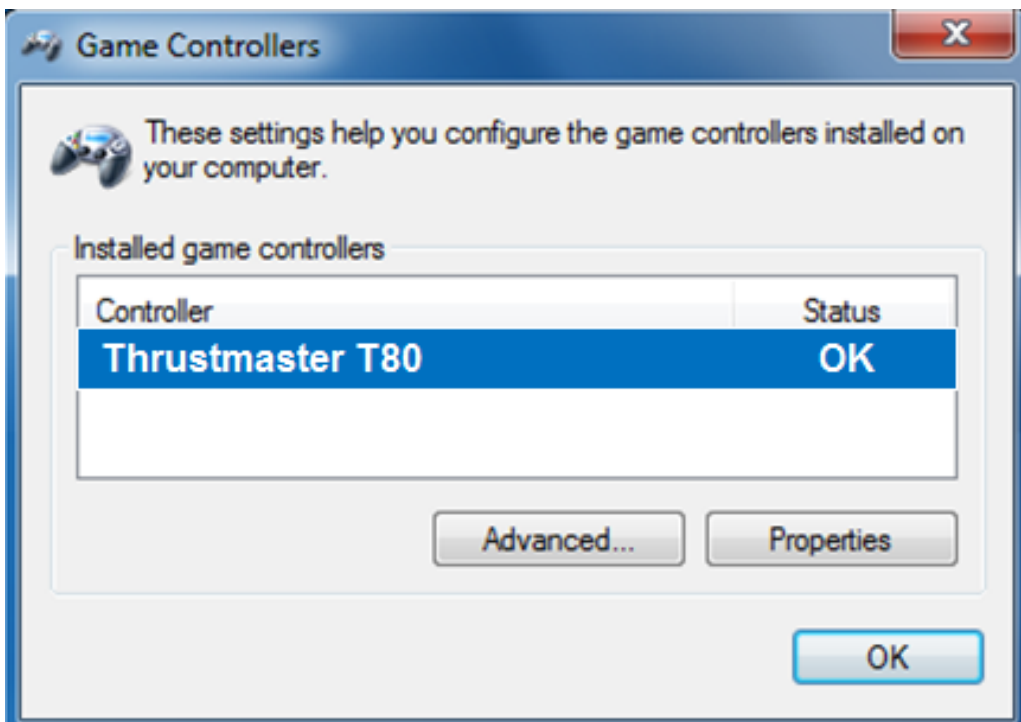 Game Controllers
These settings help you configure the game controllers installed on
your computer.
Installed game controllers
Controller Status
Thrustmaster T80 OK
Advanced... Properties
OK